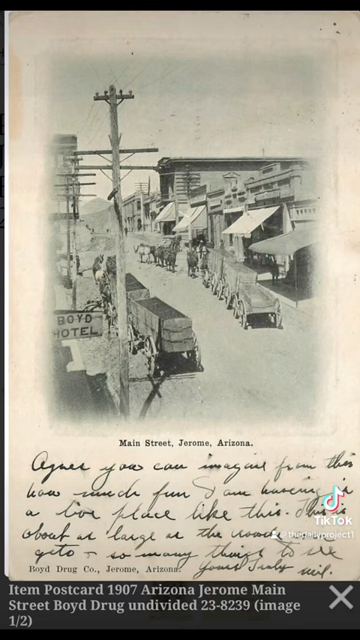 BOYD
HOTEL
Main Street, Jerome, Arizona.
Agnes you can imagine from this
how much fun I am having in
a live place like this. This is
about as large as the roads
gets - so many things to see
Boyd Drug Co., Jerome, Arizona. Yours Truly
TikTok
@thedailyproject1
Item Postcard 1907 Arizona Jerome Main
Street Boyd Drug undivided 23-8239 (image
1/2)